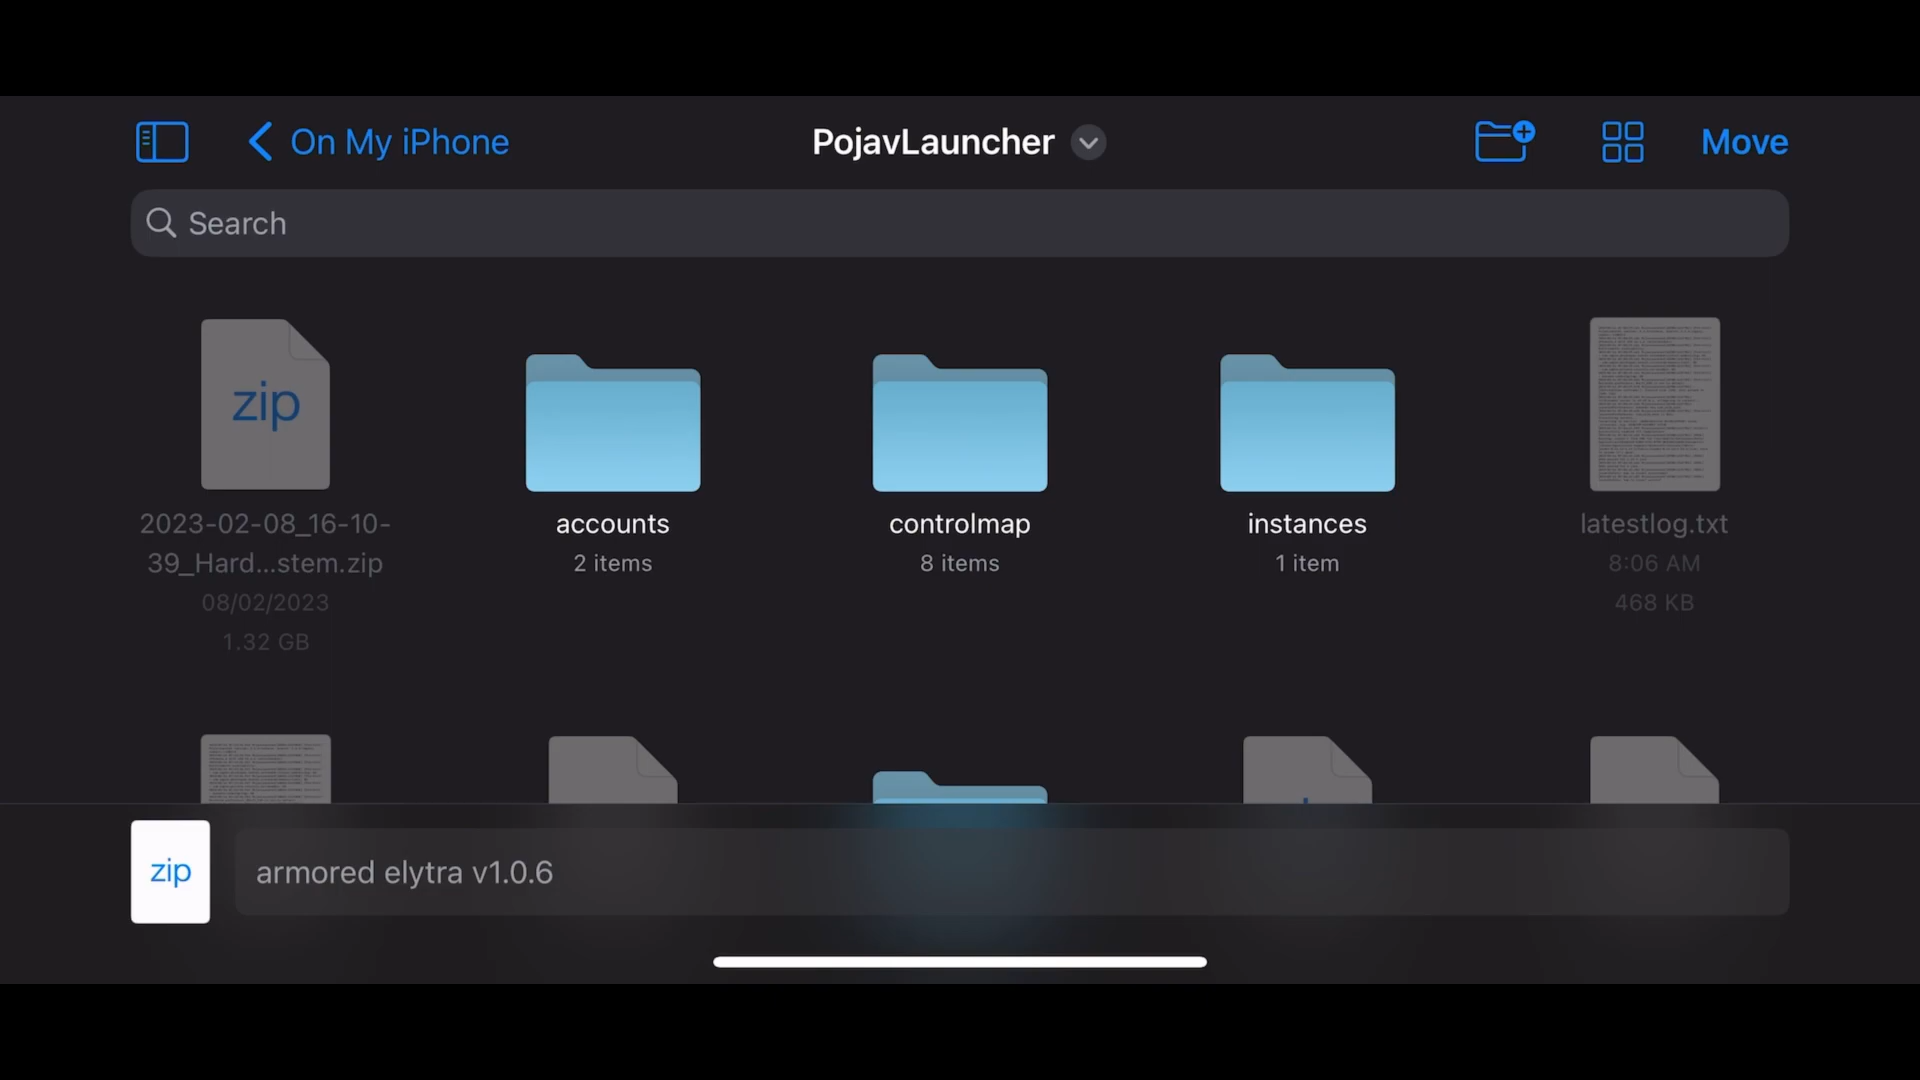 On My iPhone
PojavLauncher
Move
Search
zip
2023-02-08_16-10-
39_Hard...stem.zip
08/02/2023
1.32 GB
accounts
2 items
controlmap
8 items
instances
1 item
latestlog.txt
8:06 AM
468 KB
zip
armored elytra v1.0.6